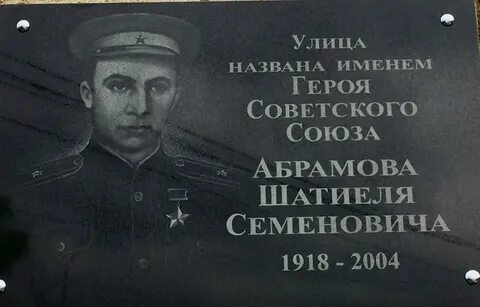 Улица
названа именем
Героя
Советского
Союза
Абрамова
Шатиеля
Семеновича
1918 - 2004